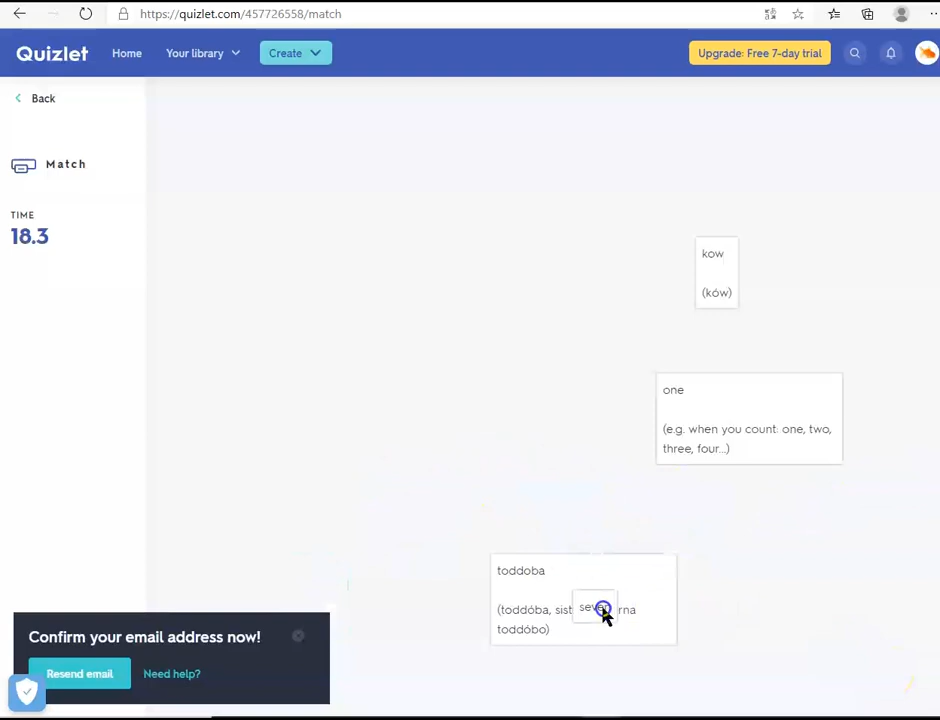 https://quizlet.com/457726558/match
Quizlet
Home
Your library
Create
Upgrade: Free 7-day trial
Back
Match
TIME
18.3
kow
(ków)
one
(e.g. when you count: one, two,
three, four...)
toddoba
(toddóba, sist rna
toddóbo)
seven
Confirm your email address now!
Resend email
Need help?